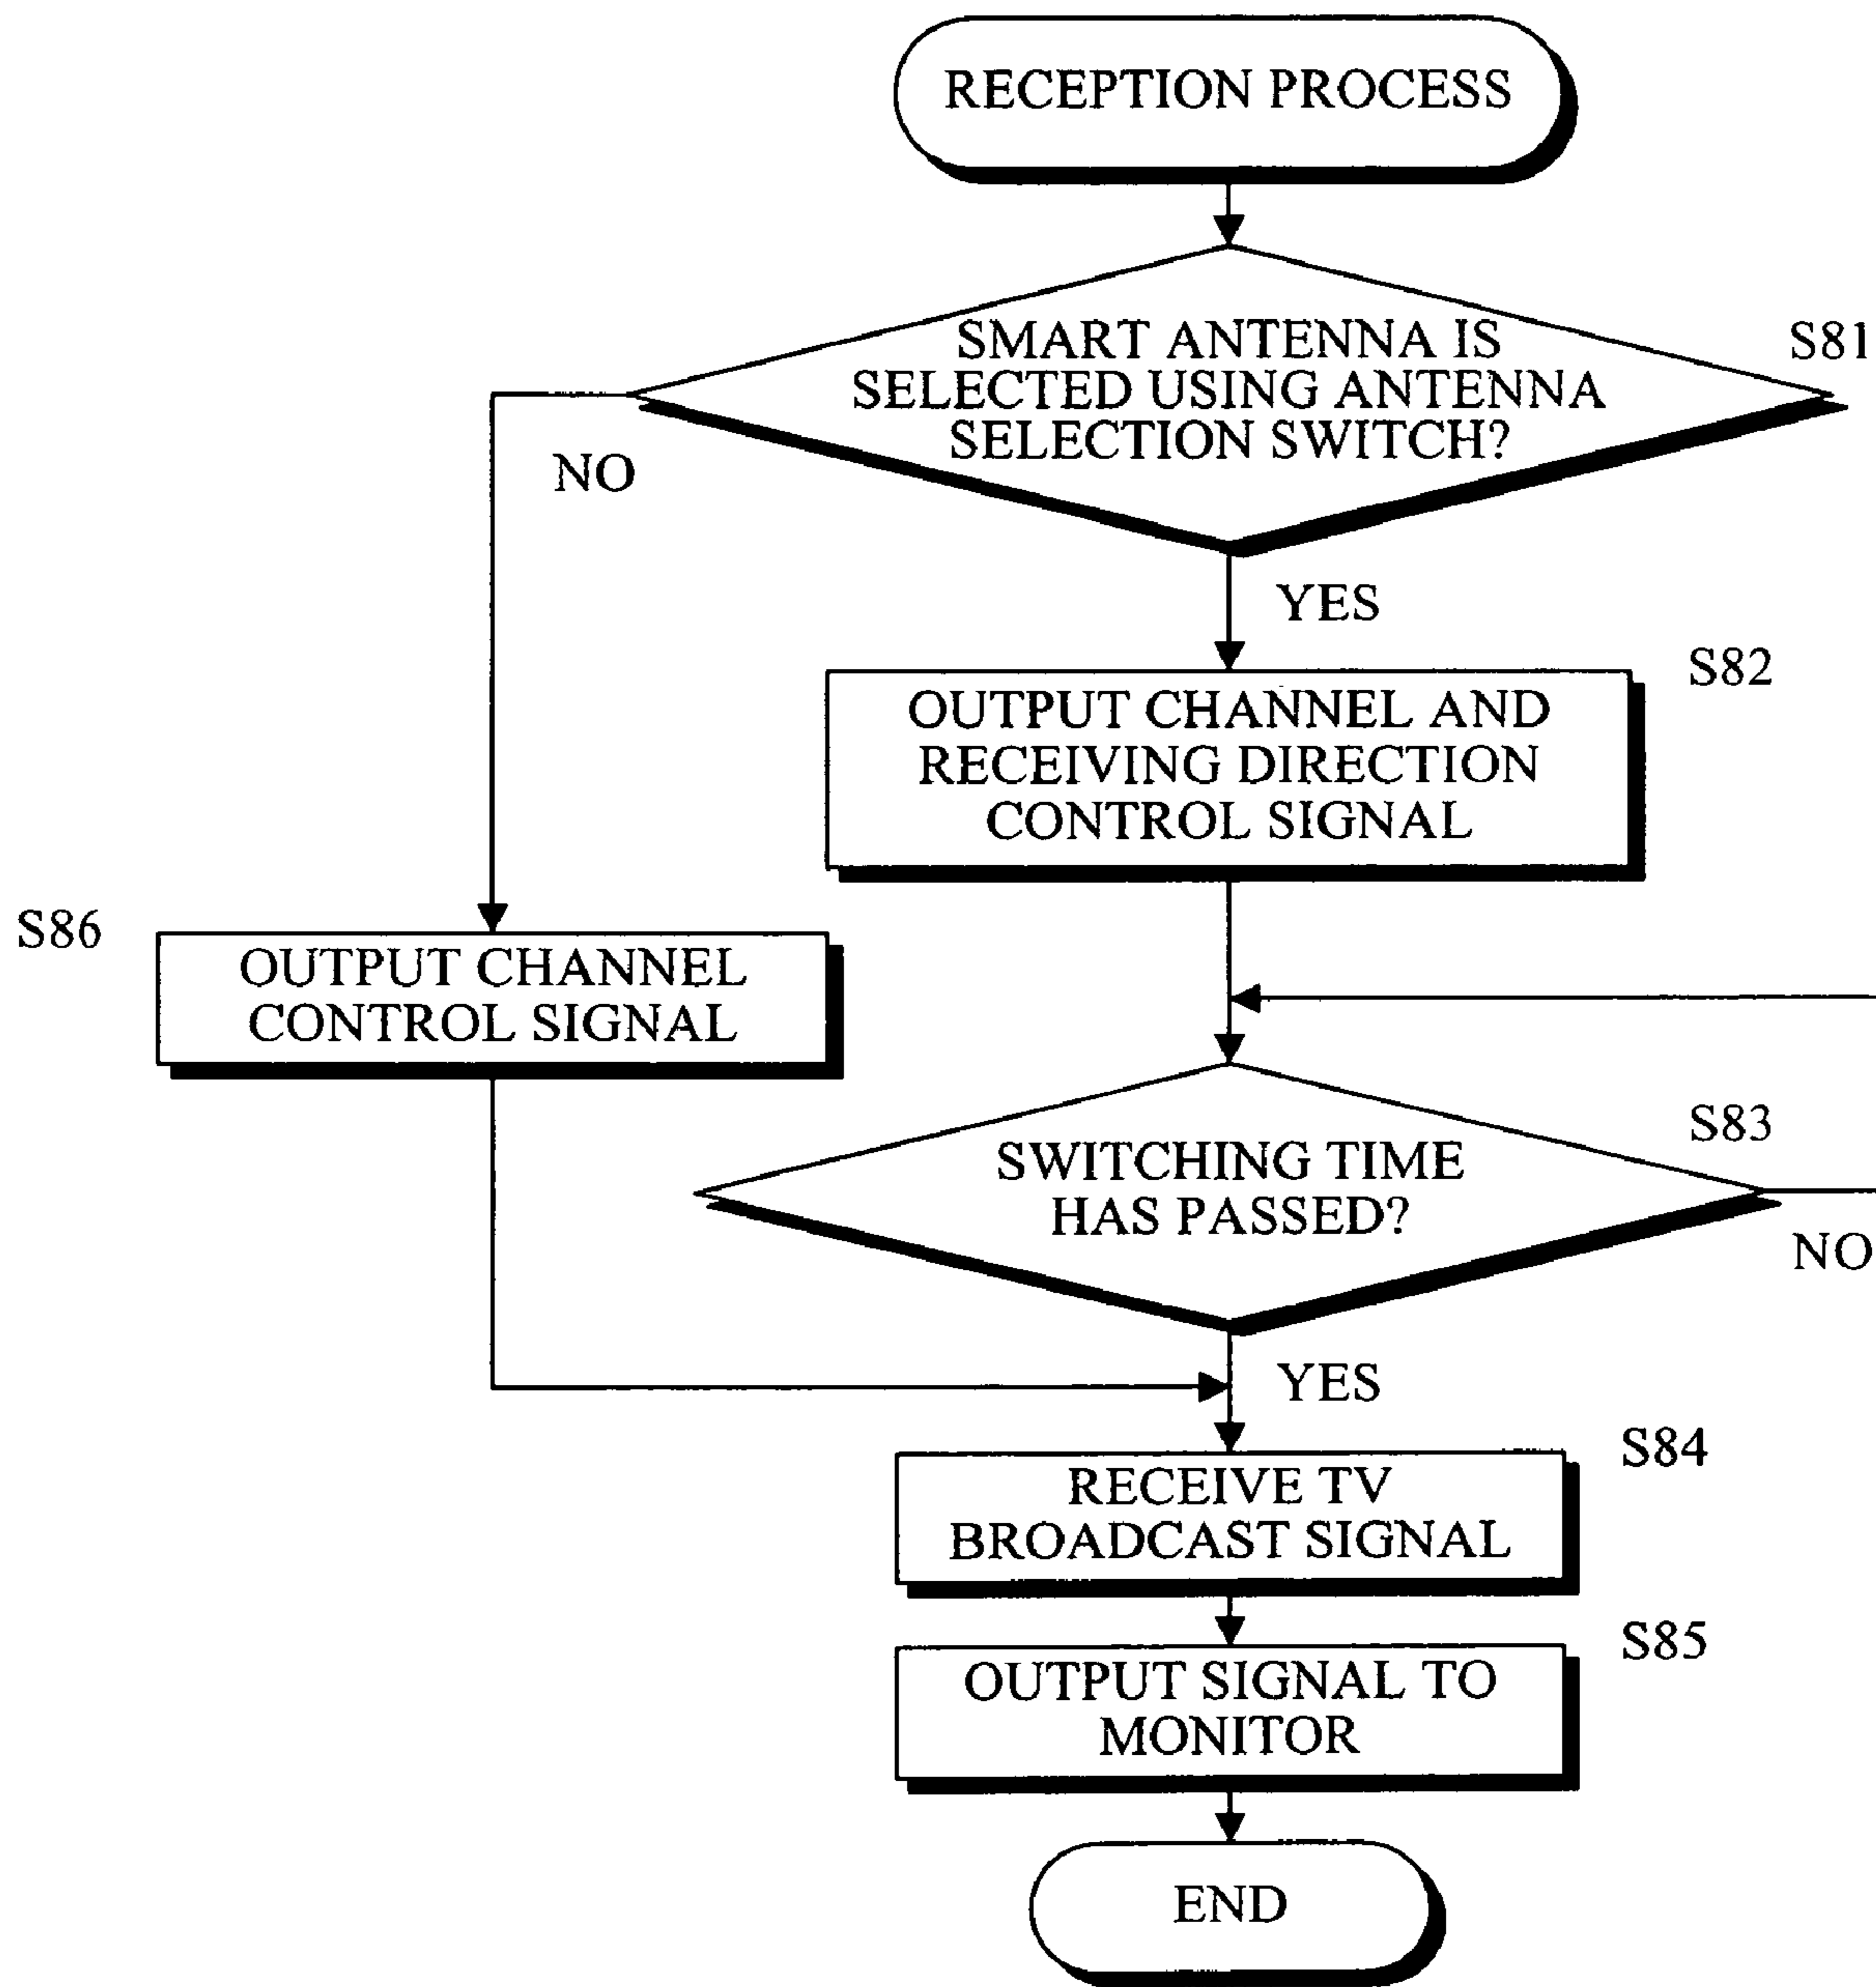 RECEPTION PROCESS
SMART ANTENNA IS
SELECTED USING ANTENNA
SELECTION SWITCH?
S81
NO
YES
S82
OUTPUT CHANNEL AND
RECEIVING DIRECTION
CONTROL SIGNAL
S86
OUTPUT CHANNEL
CONTROL SIGNAL
S83
SWITCHING TIME
HAS PASSED?
NO
YES
S84
RECEIVE TV
BROADCAST SIGNAL
S85
OUTPUT SIGNAL TO
MONITOR
END